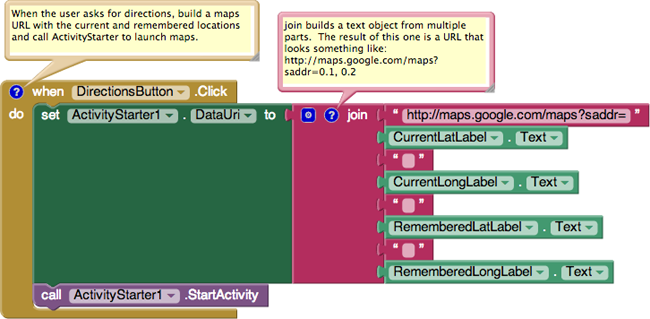 When the user asks for directions, build a maps
URL with the current and remembered locations
and call ActivityStarter to launch maps.
join builds a text object from multiple
parts. The result of this one is a URL that
looks something like:
http://maps.google.com/maps?
saddr=0.1, 0.2
? when DirectionsButton .Click
do set ActivityStarter1 . DataUri to ? join " http://maps.google.com/maps?saddr= "
CurrentLatLabel . Text
" "
CurrentLongLabel . Text
" "
RememberedLatLabel . Text
" "
RememberedLongLabel . Text
call ActivityStarter1 .StartActivity